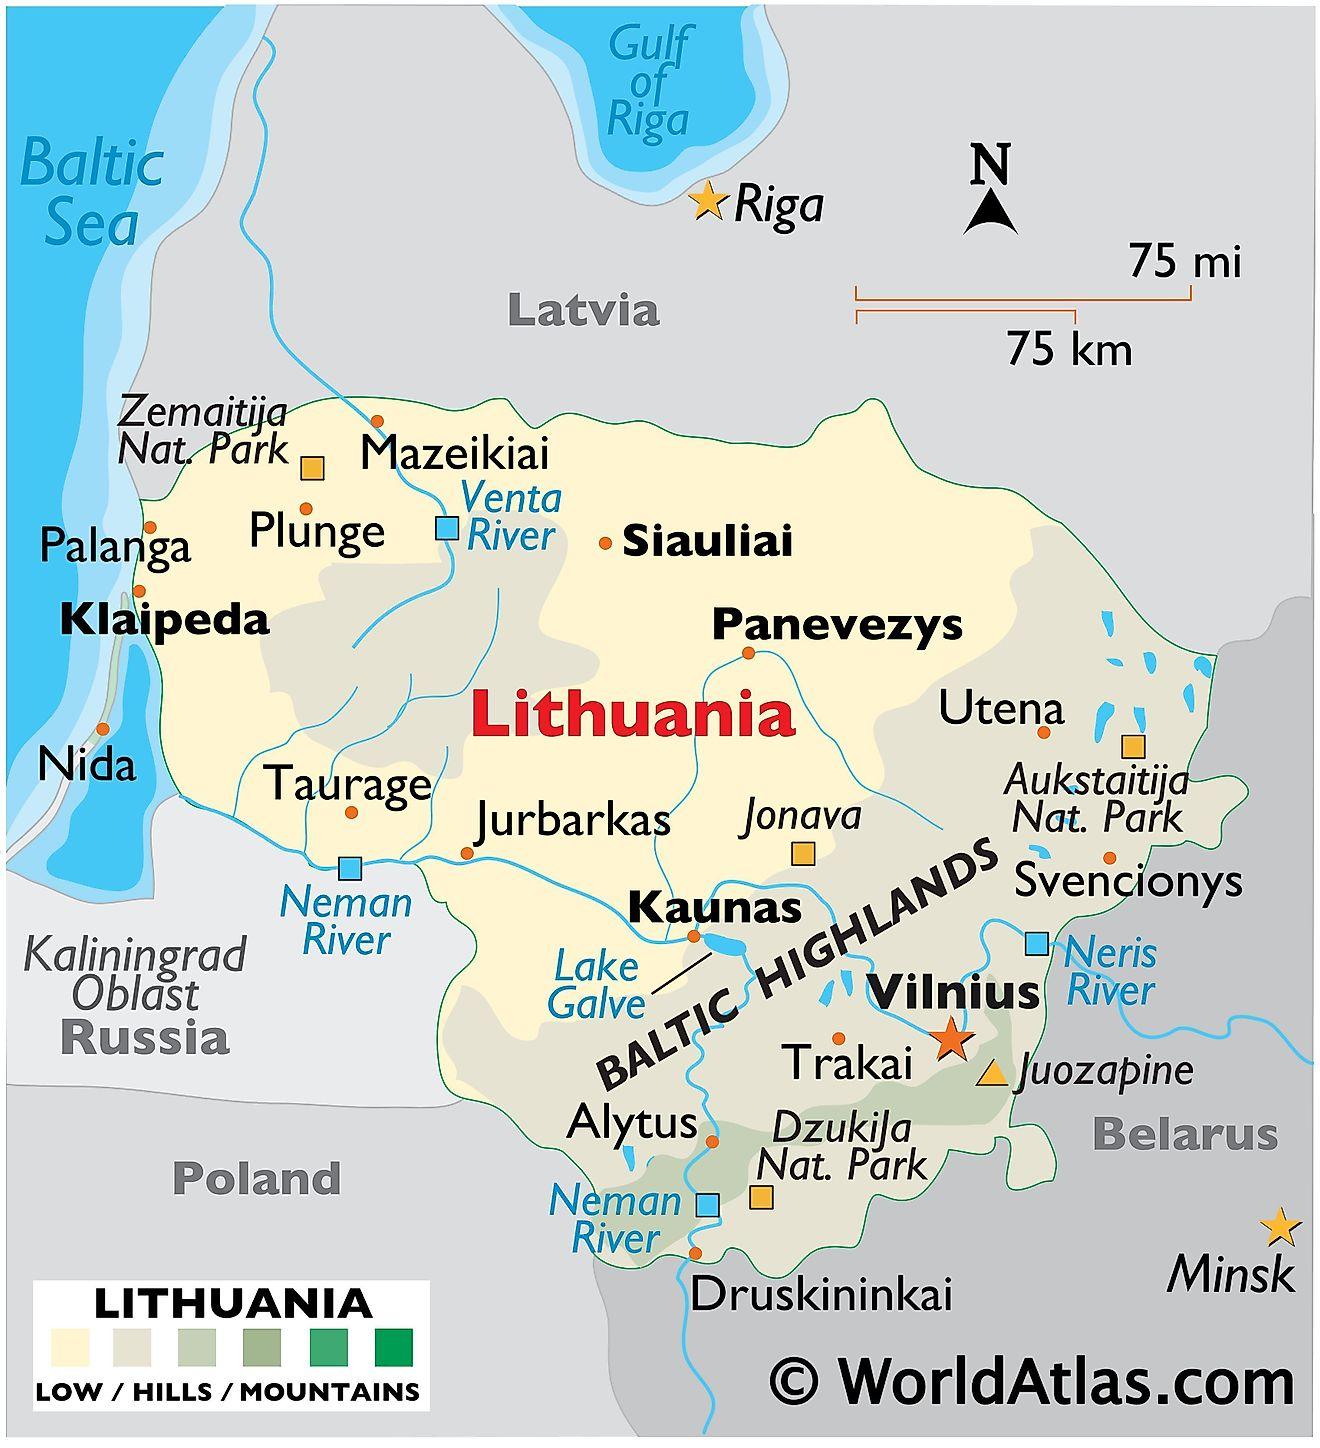 Gulf
of
Riga
Baltic
Sea
N
Riga
75 mi
Latvia
75 km
Zemaitija
Nat. Park
Mazeikiai
Venta
River
Plunge
Palanga
Siauliai
Klaipeda
Panevezys
Lithuania
Utena
Nida
Taurage
Aukstaitija
Nat. Park
Jurbarkas
Jonava
Svencionys
Neman
River
Kaunas
BALTIC HIGHLANDS
Kaliningrad
Oblast
Russia
Lake
Galve
Vilnius
Neris
River
Trakai
Juozapine
Alytus
Dzukija
Nat. Park
Belarus
Poland
Neman
River
Minsk
Druskininkai
LITHUANIA
LOW / HILLS / MOUNTAINS
© WorldAtlas.com